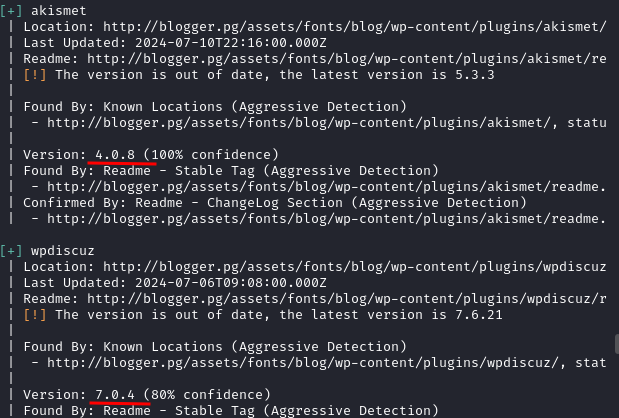 [+] akismet
| Location: http://blogger.pg/assets/fonts/blog/wp-content/plugins/akismet/
| Last Updated: 2024-07-10T22:16:00.000Z
| Readme: http://blogger.pg/assets/fonts/blog/wp-content/plugins/akismet/re
| [!] The version is out of date, the latest version is 5.3.3
|
| Found By: Known Locations (Aggressive Detection)
|  - http://blogger.pg/assets/fonts/blog/wp-content/plugins/akismet/, statu
|
| Version: 4.0.8 (100% confidence)
| Found By: Readme - Stable Tag (Aggressive Detection)
|  - http://blogger.pg/assets/fonts/blog/wp-content/plugins/akismet/readme.
| Confirmed By: Readme - ChangeLog Section (Aggressive Detection)
|  - http://blogger.pg/assets/fonts/blog/wp-content/plugins/akismet/readme.
[+] wpdiscuz
| Location: http://blogger.pg/assets/fonts/blog/wp-content/plugins/wpdiscuz
| Last Updated: 2024-07-06T09:08:00.000Z
| Readme: http://blogger.pg/assets/fonts/blog/wp-content/plugins/wpdiscuz/r
| [!] The version is out of date, the latest version is 7.6.21
|
| Found By: Known Locations (Aggressive Detection)
|  - http://blogger.pg/assets/fonts/blog/wp-content/plugins/wpdiscuz/, stat
|
| Version: 7.0.4 (80% confidence)
| Found By: Readme - Stable Tag (Aggressive Detection)